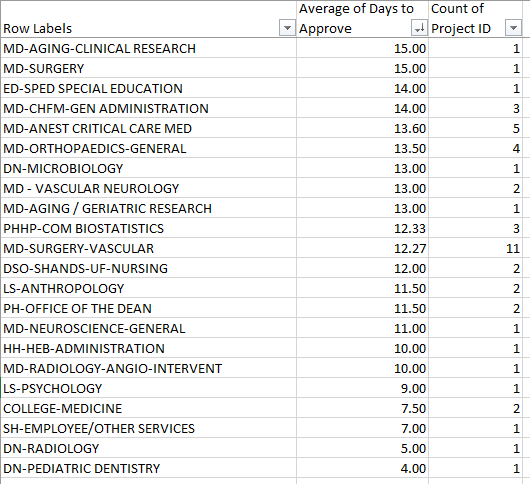 Row Labels Average of Days to Approve Count of Project ID
MD-AGING-CLINICAL RESEARCH 15.00 1
MD-SURGERY 15.00 1
ED-SPED SPECIAL EDUCATION 14.00 1
MD-CHFM-GEN ADMINISTRATION 14.00 3
MD-ANEST CRITICAL CARE MED 13.60 5
MD-ORTHOPAEDICS-GENERAL 13.50 4
DN-MICROBIOLOGY 13.00 1
MD - VASCULAR NEUROLOGY 13.00 2
MD-AGING / GERIATRIC RESEARCH 13.00 1
PHHP-COM BIOSTATISTICS 12.33 3
MD-SURGERY-VASCULAR 12.27 11
DSO-SHANDS-UF-NURSING 12.00 2
LS-ANTHROPOLOGY 11.50 2
PH-OFFICE OF THE DEAN 11.50 2
MD-NEUROSCIENCE-GENERAL 11.00 1
HH-HEB-ADMINISTRATION 10.00 1
MD-RADIOLOGY-ANGIO-INTERVENT 10.00 1
LS-PSYCHOLOGY 9.00 1
COLLEGE-MEDICINE 7.50 2
SH-EMPLOYEE/OTHER SERVICES 7.00 1
DN-RADIOLOGY 5.00 1
DN-PEDIATRIC DENTISTRY 4.00 1